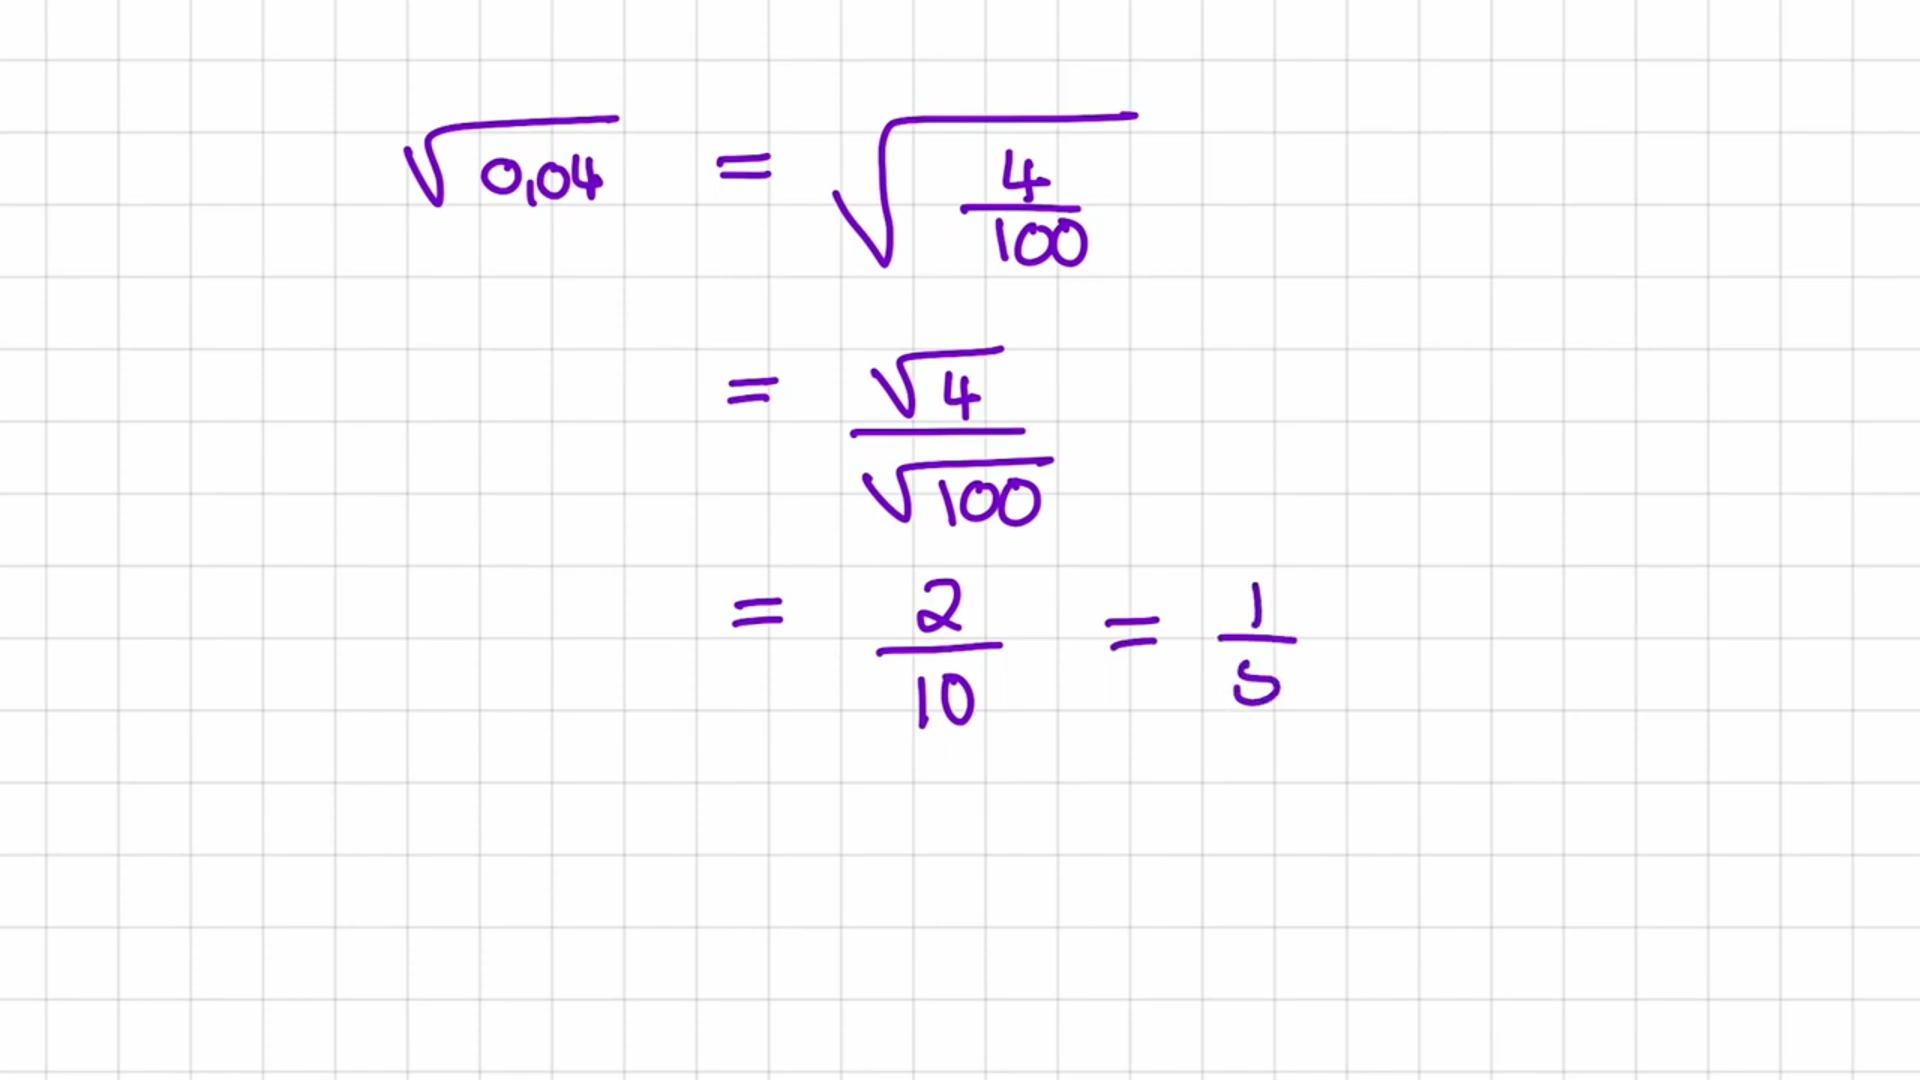 √0,04 = √(4/100)
= √4/√100
= 2/10 = 1/5